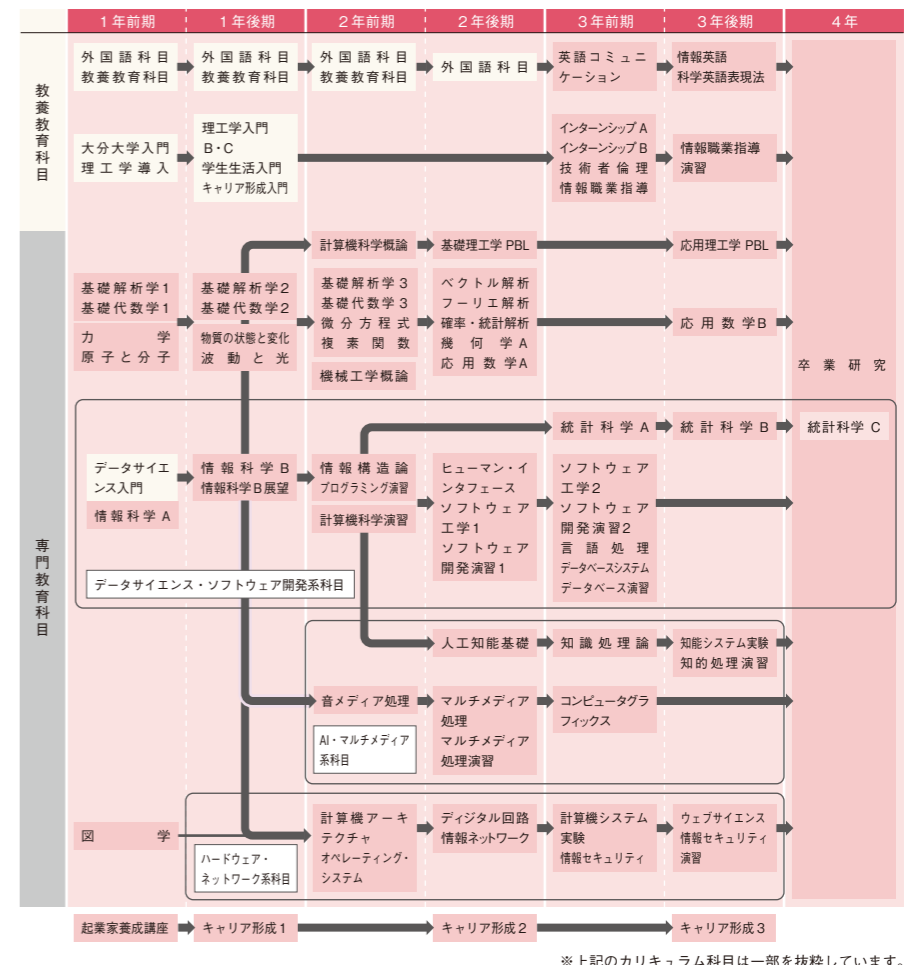 1年前期
1年後期
2年前期
2年後期
3年前期
3年後期
4年
教養教育科目
外国語科目
教養教育科目
外国語科目
教養教育科目
外国語科目
教養教育科目
外国語科目
英語コミュニ
ケーション
情報英語
科学英語表現法
大分大学入門
理工学導入
理工学入門
B・C
学生生活入門
キャリア形成入門
インターンシップA
インターンシップB
技術者倫理
情報職業指導
情報職業指導
演習
専門教育科目
計算機科学概論
基礎理工学 PBL
応用理工学 PBL
基礎解析学1
基礎代数学1
力学
原子と分子
基礎解析学2
基礎代数学2
物質の状態と変化
波動と光
基礎解析学3
基礎代数学3
微分方程式
複素関数
機械工学概論
ベクトル解析
フーリエ解析
確率・統計解析
幾何学A
応用数学A
応用数学B
卒業研究
統計科学 A
統計科学 B
統計科学 C
データサイエ
ンス入門
情報科学 A
情報科学B
情報科学B展望
情報構造論
プログラミング演習
計算機科学演習
ヒューマン・イ
ンタフェース
ソフトウェア
工学1
ソフトウェア
開発演習1
ソフトウェア
工学2
ソフトウェア
開発演習2
言語処理
データベースシステム
データベース演習
データサイエンス・ソフトウェア開発系科目
人工知能基礎
知識処理論
知能システム実験
知的処理演習
音メディア処理
マルチメディア
処理
マルチメディア
処理演習
コンピュータグラ
フィックス
AI・マルチメディア
系科目
図学
計算機アーキ
テクチャ
オペレーティング・
システム
ディジタル回路
情報ネットワーク
計算機システム
実験
情報セキュリティ
ウェブサイエンス
情報セキュリティ
演習
ハードウェア・
ネットワーク系科目
起業家養成講座
キャリア形成1
キャリア形成2
キャリア形成3
※上記のカリキュラム科目は一部を抜粋しています。